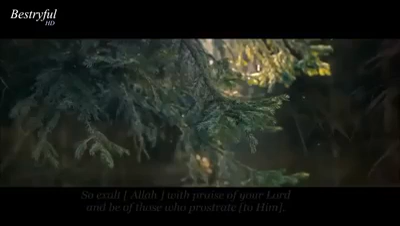 Bestryful
HD
So exalt [ Allah ] with praise of your Lord
and be of those who prostrate [to Him].